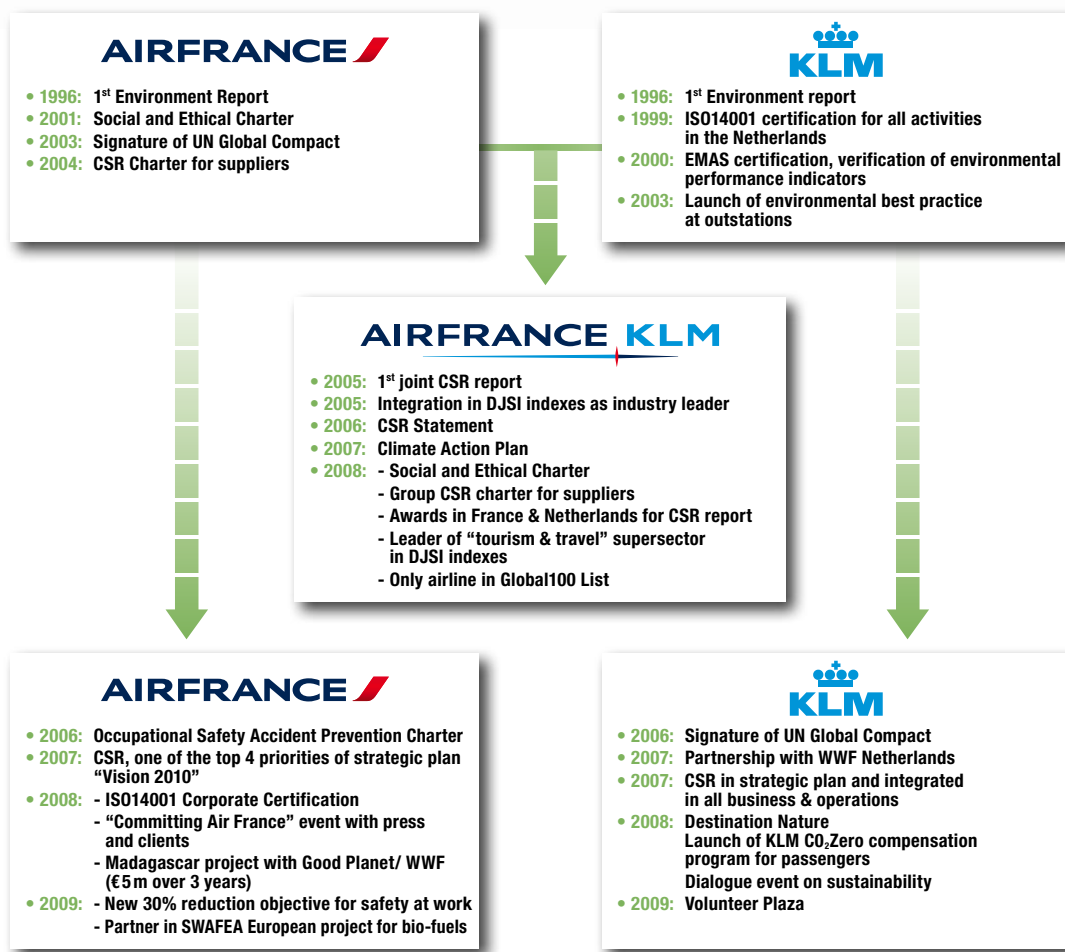 AIRFRANCE
• 1996: 1st Environment Report
• 2001: Social and Ethical Charter
• 2003: Signature of UN Global Compact
• 2004: CSR Charter for suppliers
KLM
• 1996: 1st Environment report
• 1999: ISO14001 certification for all activities
in the Netherlands
• 2000: EMAS certification, verification of environmental
performance indicators
• 2003: Launch of environmental best practice
at outstations
AIRFRANCE KLM
• 2005: 1st joint CSR report
• 2005: Integration in DJSI indexes as industry leader
• 2006: CSR Statement
• 2007: Climate Action Plan
• 2008: - Social and Ethical Charter
- Group CSR charter for suppliers
- Awards in France & Netherlands for CSR report
- Leader of “tourism & travel” supersector
in DJSI indexes
- Only airline in Global100 List
AIRFRANCE
• 2006: Occupational Safety Accident Prevention Charter
• 2007: CSR, one of the top 4 priorities of strategic plan
“Vision 2010”
• 2008: - ISO14001 Corporate Certification
- “Committing Air France” event with press
and clients
- Madagascar project with Good Planet/ WWF
(€5m over 3 years)
• 2009: - New 30% reduction objective for safety at work
- Partner in SWAFEA European project for bio-fuels
KLM
• 2006: Signature of UN Global Compact
• 2007: Partnership with WWF Netherlands
• 2007: CSR in strategic plan and integrated
in all business & operations
• 2008: Destination Nature
Launch of KLM CO₂Zero compensation
program for passengers
Dialogue event on sustainability
• 2009: Volunteer Plaza